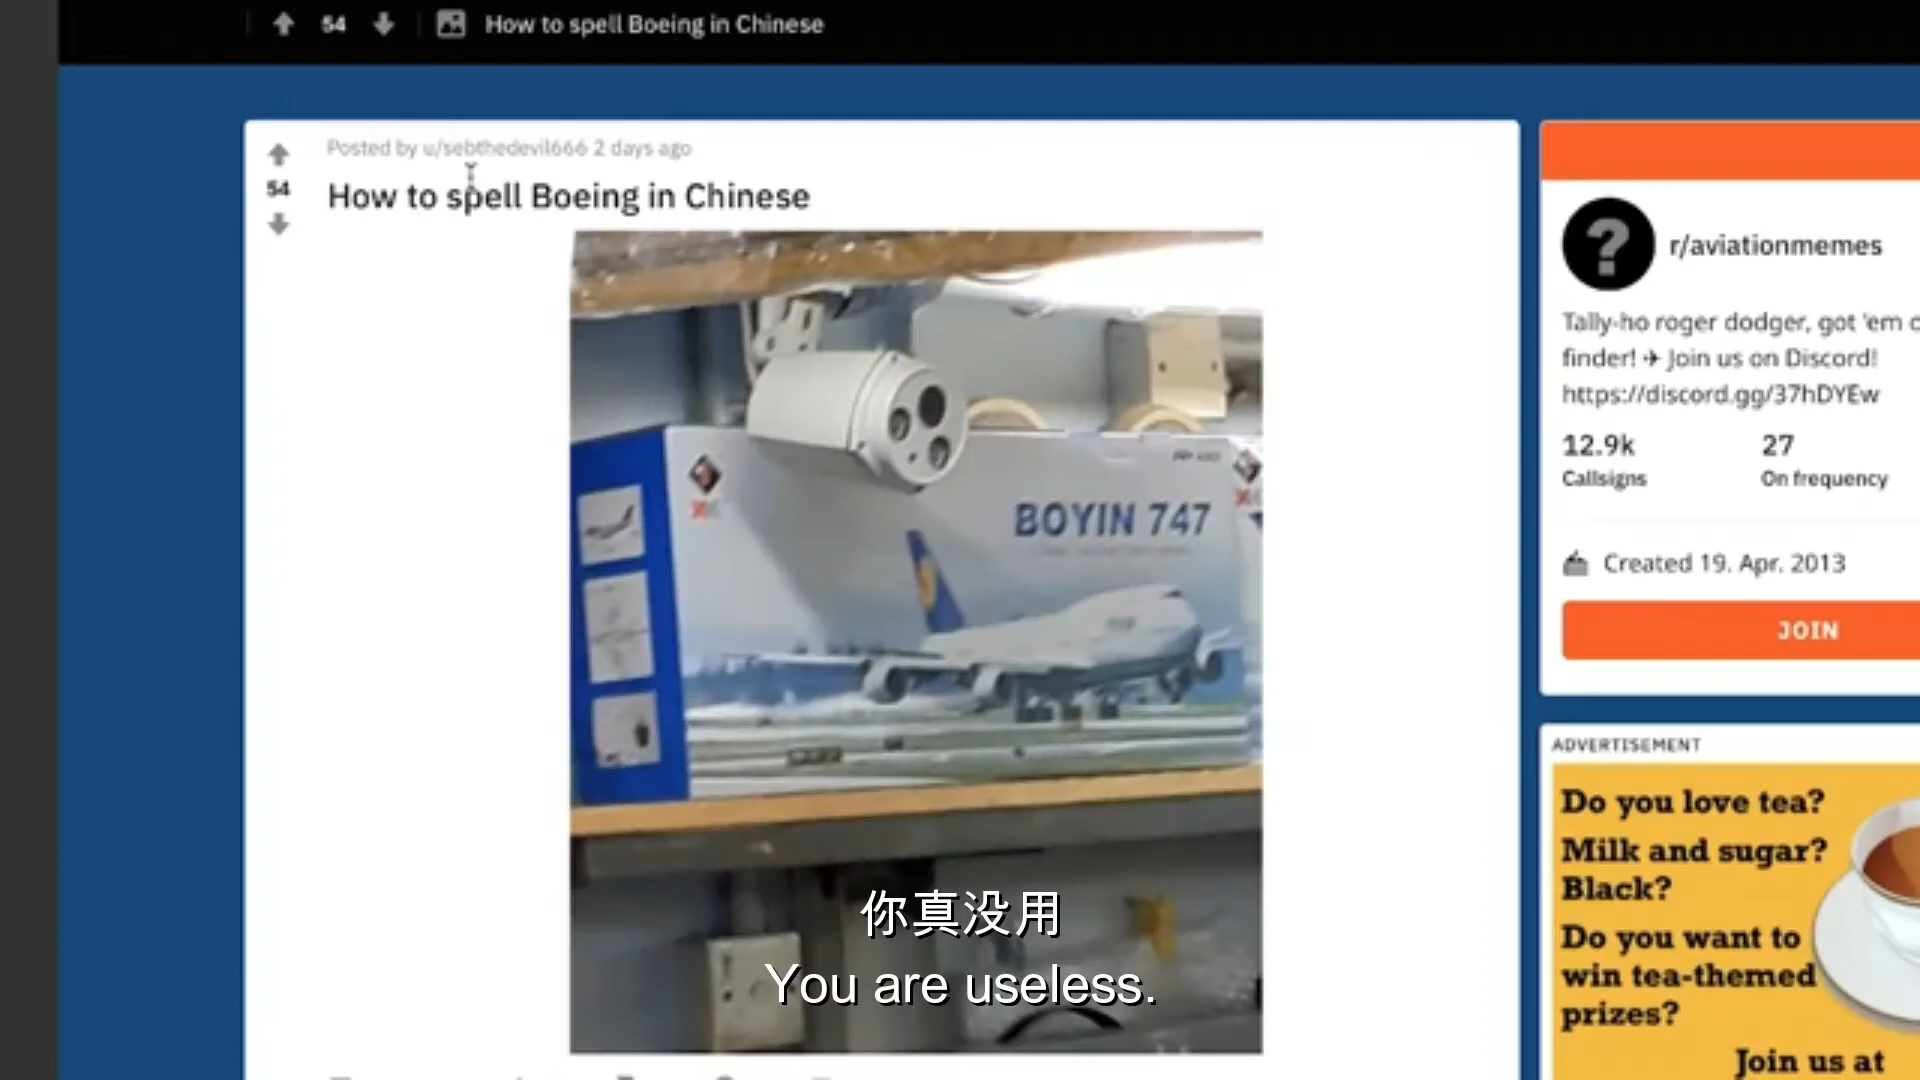 54
How to spell Boeing in Chinese
Posted by u/sebthedevil666 2 days ago
54
How to spell Boeing in Chinese
BOYIN 747
你真没用
You are useless.
r/aviationmemes
Tally-ho roger dodger, got 'em
finder! ✈ Join us on Discord!
https://discord.gg/37hDYEw
12.9k 27
Callsigns On frequency
Created 19. Apr. 2013
JOIN
ADVERTISEMENT
Do you love tea?
Milk and sugar?
Black?
Do you want to
win tea-themed
prizes?
Join us at